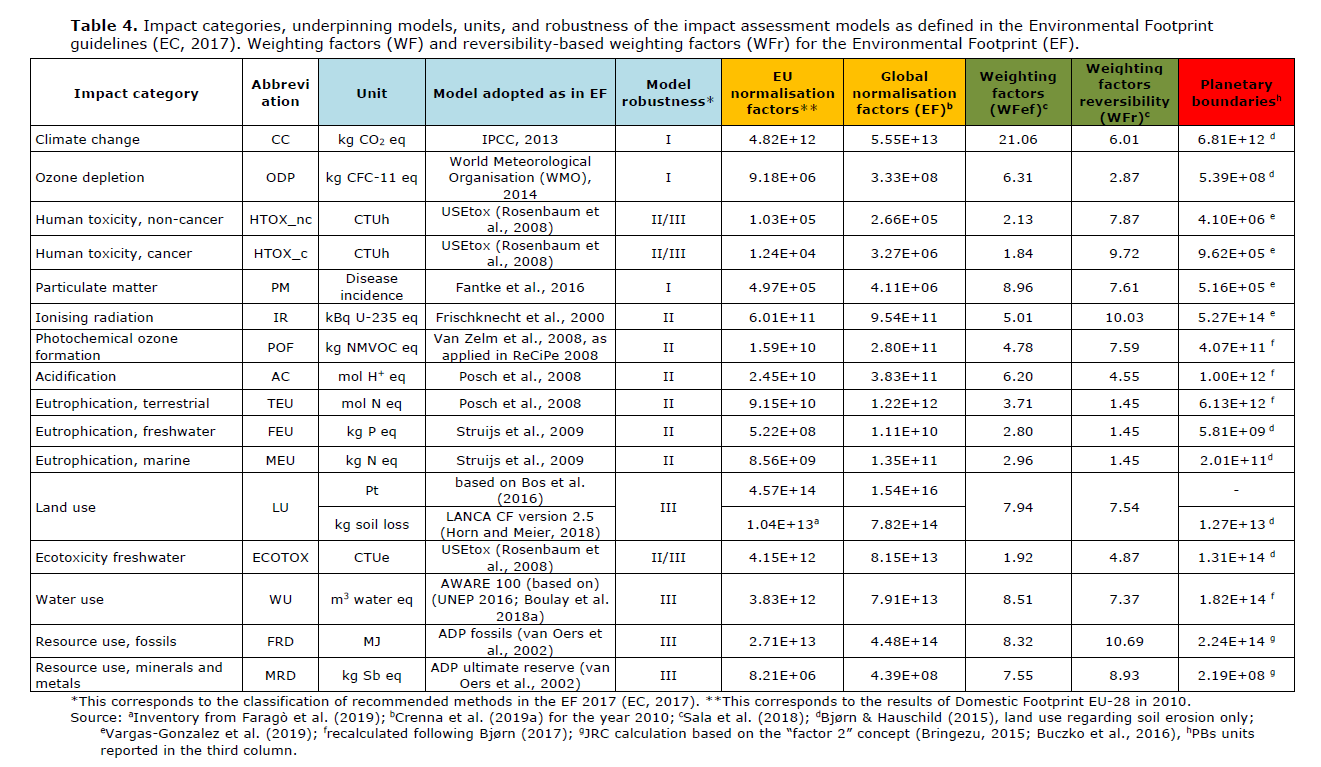 Table 4. Impact categories, underpinning models, units, and robustness of the impact assessment models as defined in the Environmental Footprint
guidelines (EC, 2017). Weighting factors (WF) and reversibility-based weighting factors (WFr) for the Environmental Footprint (EF).
Impact category | Abbrevi ation | Unit | Model adopted as in EF | Model robustness* | EU normalisation factors** | Global normalisation factors (EF)ᵇ | Weighting factors (WFef)ᶜ | Weighting factors reversibility (WFr)ᶜ | Planetary boundariesʰ
Climate change | CC | kg CO₂ eq | IPCC, 2013 | I | 4.82E+12 | 5.55E+13 | 21.06 | 6.01 | 6.81E+12 ᵈ
Ozone depletion | ODP | kg CFC-11 eq | World Meteorological Organisation (WMO), 2014 | I | 9.18E+06 | 3.33E+08 | 6.31 | 2.87 | 5.39E+08 ᵈ
Human toxicity, non-cancer | HTOX_nc | CTUh | USEtox (Rosenbaum et al., 2008) | II/III | 1.03E+05 | 2.66E+05 | 2.13 | 7.87 | 4.10E+06 ᵉ
Human toxicity, cancer | HTOX_c | CTUh | USEtox (Rosenbaum et al., 2008) | II/III | 1.24E+04 | 3.27E+06 | 1.84 | 9.72 | 9.62E+05 ᵉ
Particulate matter | PM | Disease incidence | Fantke et al., 2016 | I | 4.97E+05 | 4.11E+06 | 8.96 | 7.61 | 5.16E+05 ᵉ
Ionising radiation | IR | kBq U-235 eq | Frischknecht et al., 2000 | II | 6.01E+11 | 9.54E+11 | 5.01 | 10.03 | 5.27E+14 ᵉ
Photochemical ozone formation | POF | kg NMVOC eq | Van Zelm et al., 2008, as applied in ReCiPe 2008 | II | 1.59E+10 | 2.80E+11 | 4.78 | 7.59 | 4.07E+11 ᶠ
Acidification | AC | mol H⁺ eq | Posch et al., 2008 | II | 2.45E+10 | 3.83E+11 | 6.20 | 4.55 | 1.00E+12 ᶠ
Eutrophication, terrestrial | TEU | mol N eq | Posch et al., 2008 | II | 9.15E+10 | 1.22E+12 | 3.71 | 1.45 | 6.13E+12 ᶠ
Eutrophication, freshwater | FEU | kg P eq | Struijs et al., 2009 | II | 5.22E+08 | 1.11E+10 | 2.80 | 1.45 | 5.81E+09 ᵈ
Eutrophication, marine | MEU | kg N eq | Struijs et al., 2009 | II | 8.56E+09 | 1.35E+11 | 2.96 | 1.45 | 2.01E+11ᵈ
Land use | LU | Pt | based on Bos et al. (2016) | III | 4.57E+14 | 1.54E+16 | 7.94 | 7.54 | -
kg soil loss | LANCA CF version 2.5 (Horn and Meier, 2018) | 1.04E+13ᵃ | 7.82E+14 | 1.27E+13 ᵈ
Ecotoxicity freshwater | ECOTOX | CTUe | USEtox (Rosenbaum et al., 2008) | II/III | 4.15E+12 | 8.15E+13 | 1.92 | 4.87 | 1.31E+14 ᵈ
Water use | WU | m³ water eq | AWARE 100 (based on) (UNEP 2016; Boulay et al. 2018a) | III | 3.83E+12 | 7.91E+13 | 8.51 | 7.37 | 1.82E+14 ᶠ
Resource use, fossils | FRD | MJ | ADP fossils (van Oers et al., 2002) | III | 2.71E+13 | 4.48E+14 | 8.32 | 10.69 | 2.24E+14 ᵍ
Resource use, minerals and metals | MRD | kg Sb eq | ADP ultimate reserve (van Oers et al., 2002) | III | 8.21E+06 | 4.39E+08 | 7.55 | 8.93 | 2.19E+08 ᵍ
*This corresponds to the classification of recommended methods in the EF 2017 (EC, 2017). **This corresponds to the results of Domestic Footprint EU-28 in 2010.
Source: ᵃInventory from Faragò et al. (2019); ᵇCrenna et al. (2019a) for the year 2010; ᶜSala et al. (2018); ᵈBjørn & Hauschild (2015), land use regarding soil erosion only;
ᵉVargas-Gonzalez et al. (2019); ᶠrecalculated following Bjørn (2017); ᵍJRC calculation based on the “factor 2” concept (Bringezu, 2015; Buczko et al., 2016), ʰPBs units
reported in the third column.